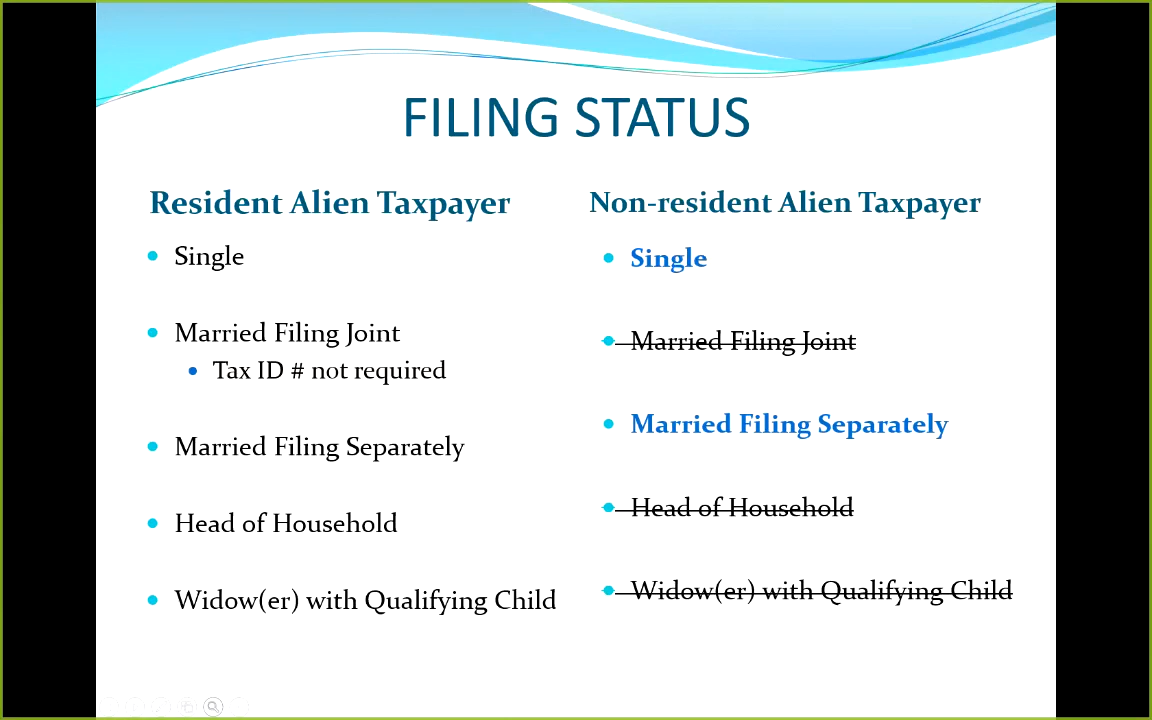 FILING STATUS
Resident Alien Taxpayer
Single
Married Filing Joint
Tax ID # not required
Married Filing Separately
Head of Household
Widow(er) with Qualifying Child
Non-resident Alien Taxpayer
Single
Married Filing Joint
Married Filing Separately
Head of Household
Widow(er) with Qualifying Child